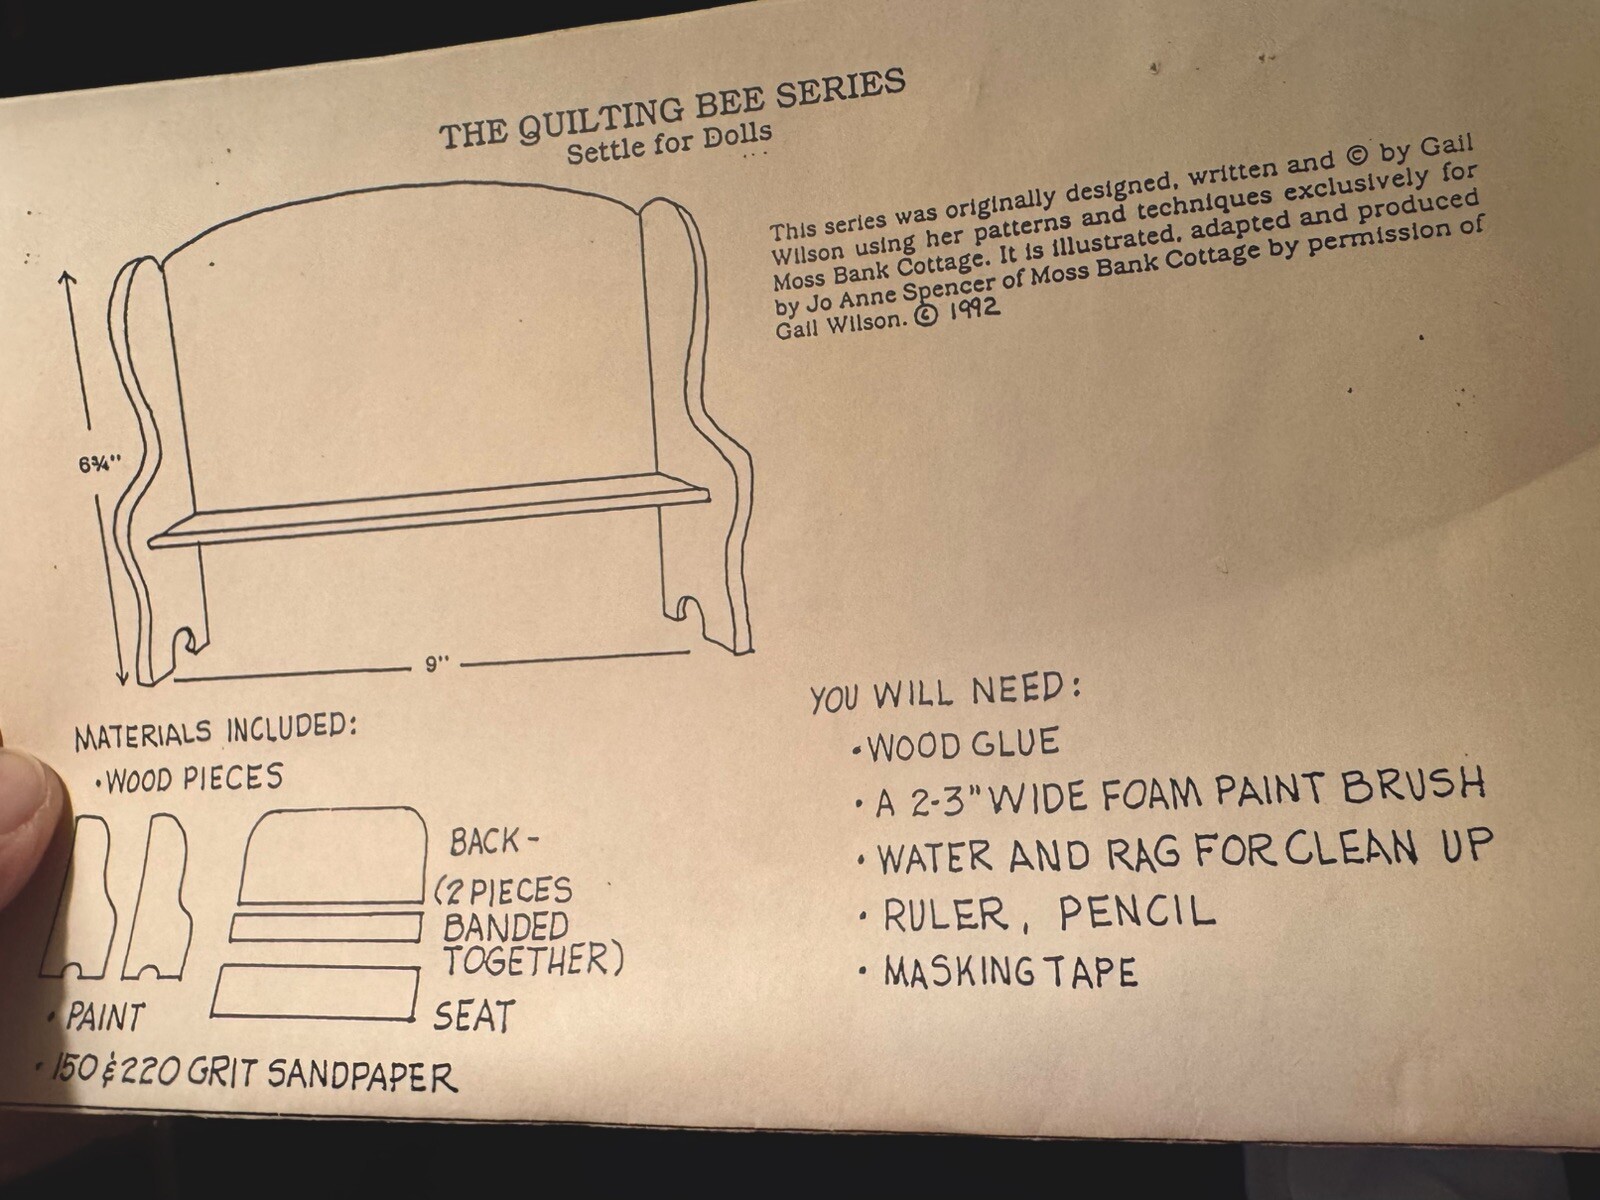 THE QUILTING BEE SERIES
Settle for Dolls
This series was originally designed, written and © by Gail
Wilson using her patterns and techniques exclusively for
Moss Bank Cottage. It is illustrated, adapted and produced
by Jo Anne Spencer of Moss Bank Cottage by permission of
Gail Wilson. © 1992
6¾"
9"
MATERIALS INCLUDED:
•WOOD PIECES
BACK-
(2 PIECES
BANDED
TOGETHER)
SEAT
• PAINT
• 150 & 220 GRIT SANDPAPER
YOU WILL NEED:
•WOOD GLUE
• A 2-3" WIDE FOAM PAINT BRUSH
• WATER AND RAG FOR CLEAN UP
• RULER, PENCIL
• MASKING TAPE